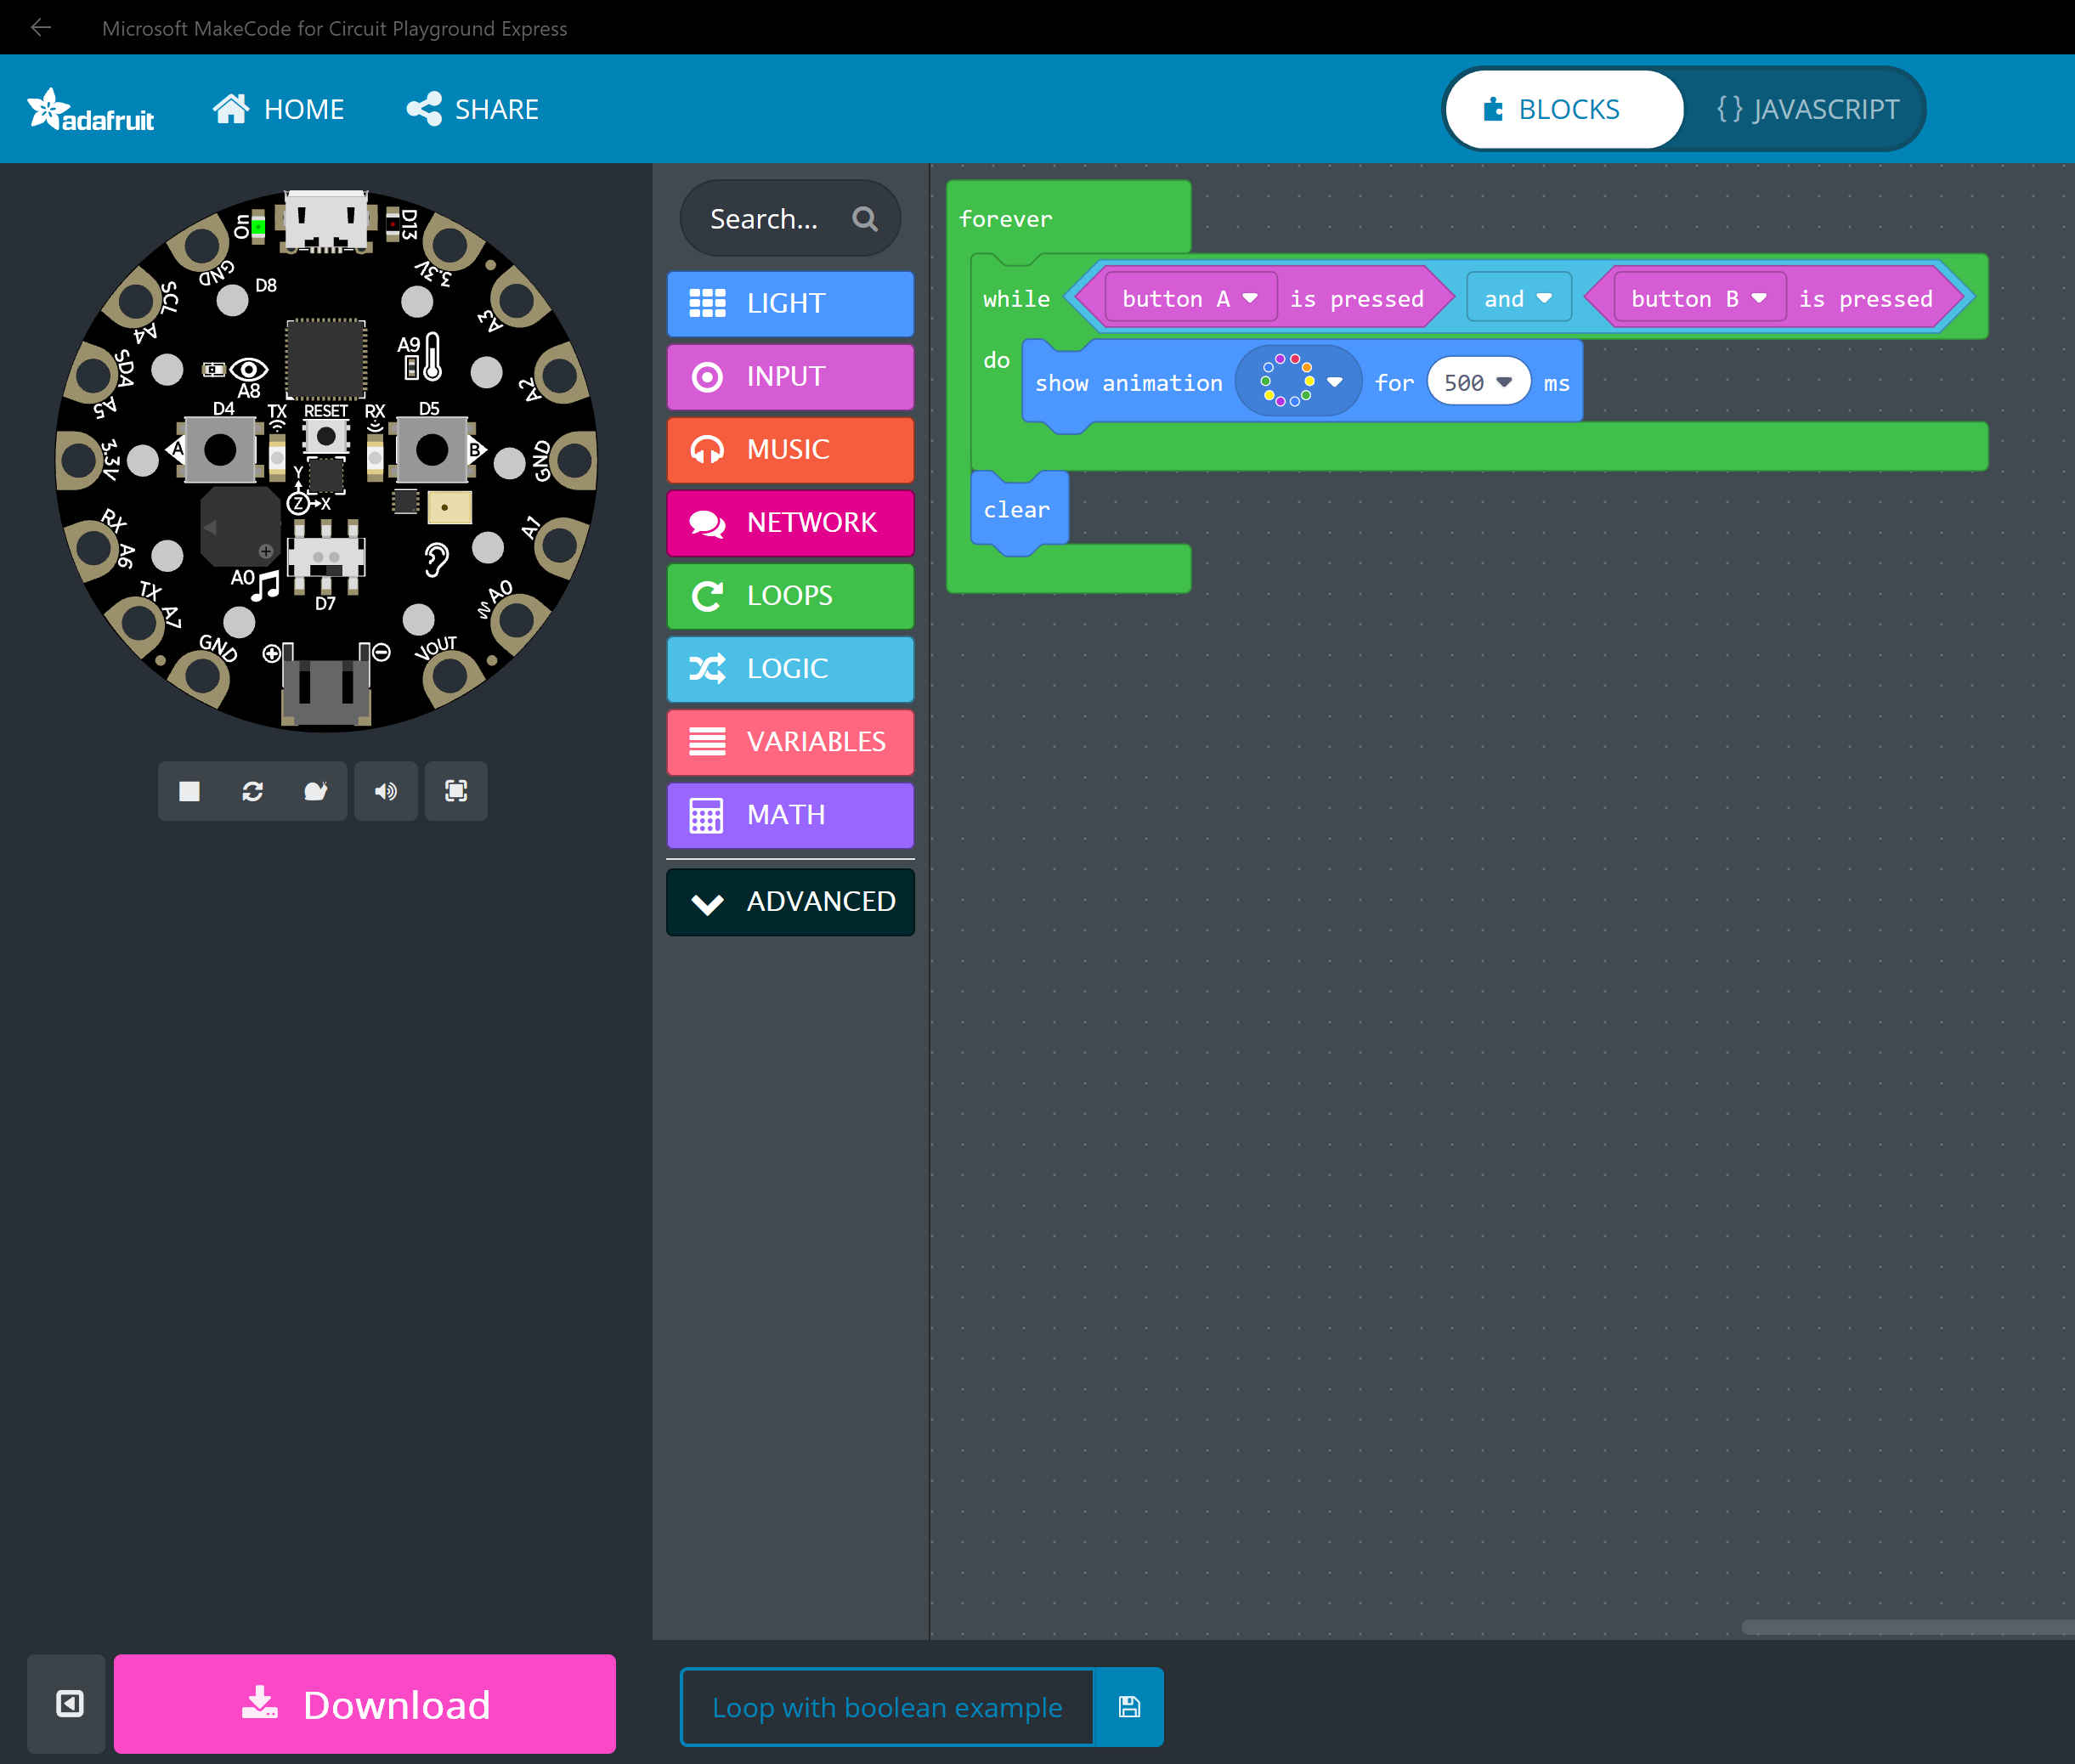 Microsoft MakeCode for Circuit Playground Express
adafruit HOME SHARE BLOCKS { } JAVASCRIPT
On D13
GND D8 3.3V
SCL A4 A3
SDA A5 A8 A9 A2
D4 TX RESET RX D5
A B
3.3V GND
Y
Z X
RX A6 A1
A0 D7
TX A7 A0
GND VOUT
Search...
LIGHT
INPUT
MUSIC
NETWORK
LOOPS
LOGIC
VARIABLES
MATH
ADVANCED
forever
while button A is pressed and button B is pressed
do show animation for 500 ms
clear
Download
Loop with boolean example